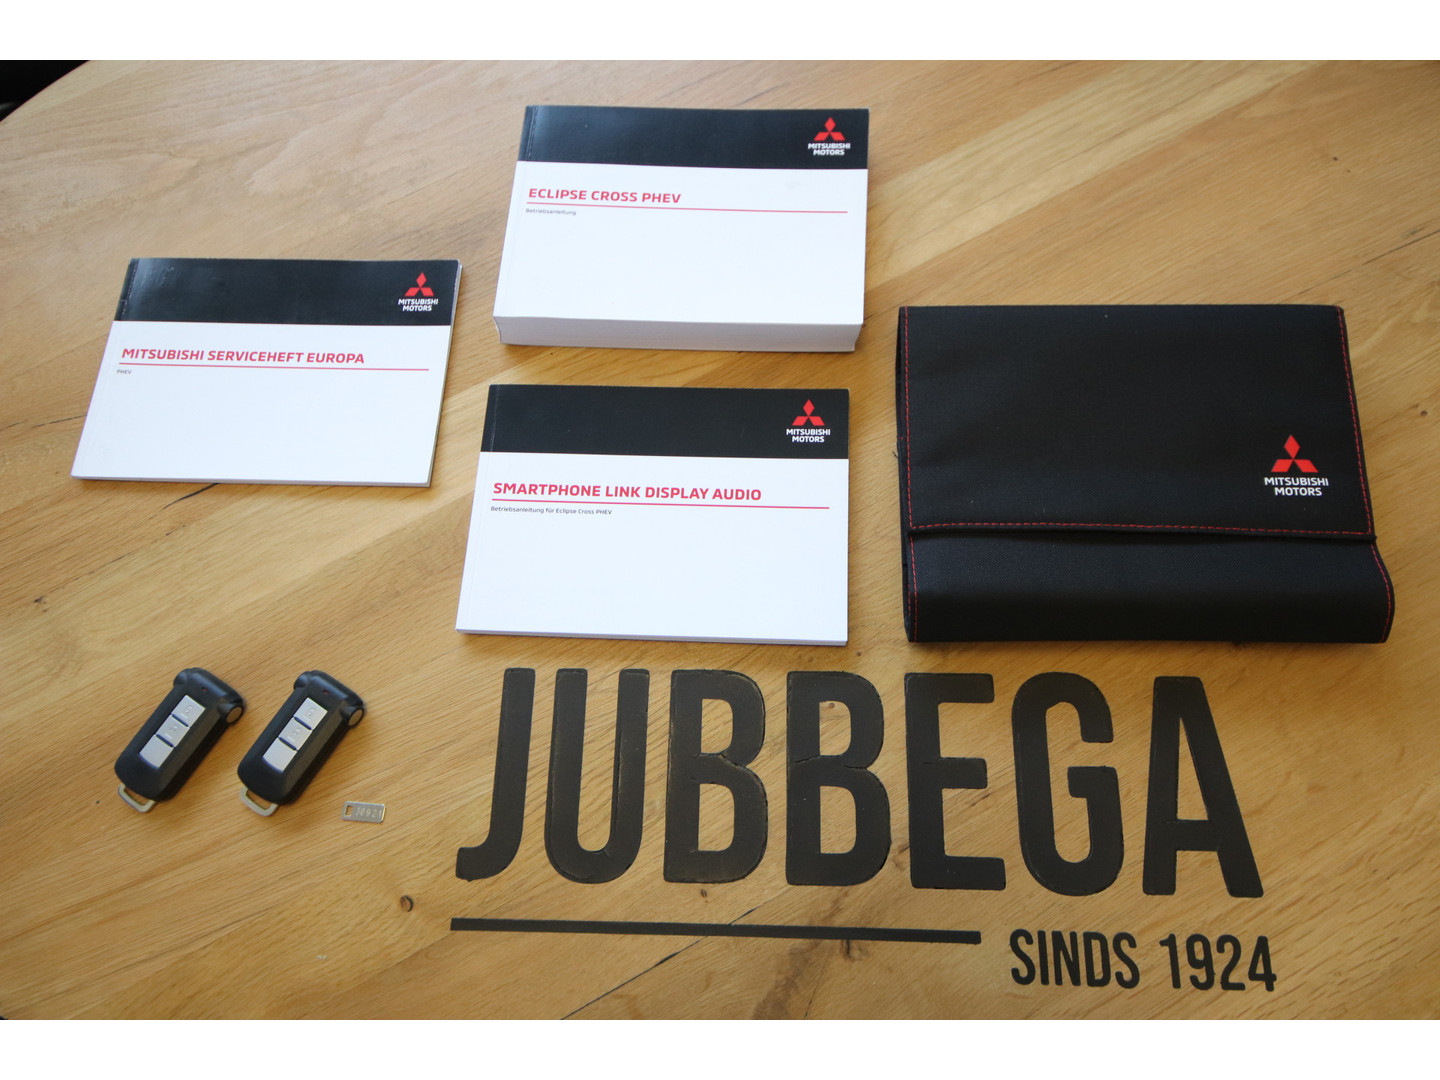 MITSUBISHI
MOTORS
ECLIPSE CROSS PHEV
Betriebsanleitung
MITSUBISHI
MOTORS
MITSUBISHI SERVICEHEFT EUROPA
PHEV
MITSUBISHI
MOTORS
SMARTPHONE LINK DISPLAY AUDIO
Betriebsanleitung für Eclipse Cross PHEV
MITSUBISHI
MOTORS
JUBBEGA
SINDS 1924